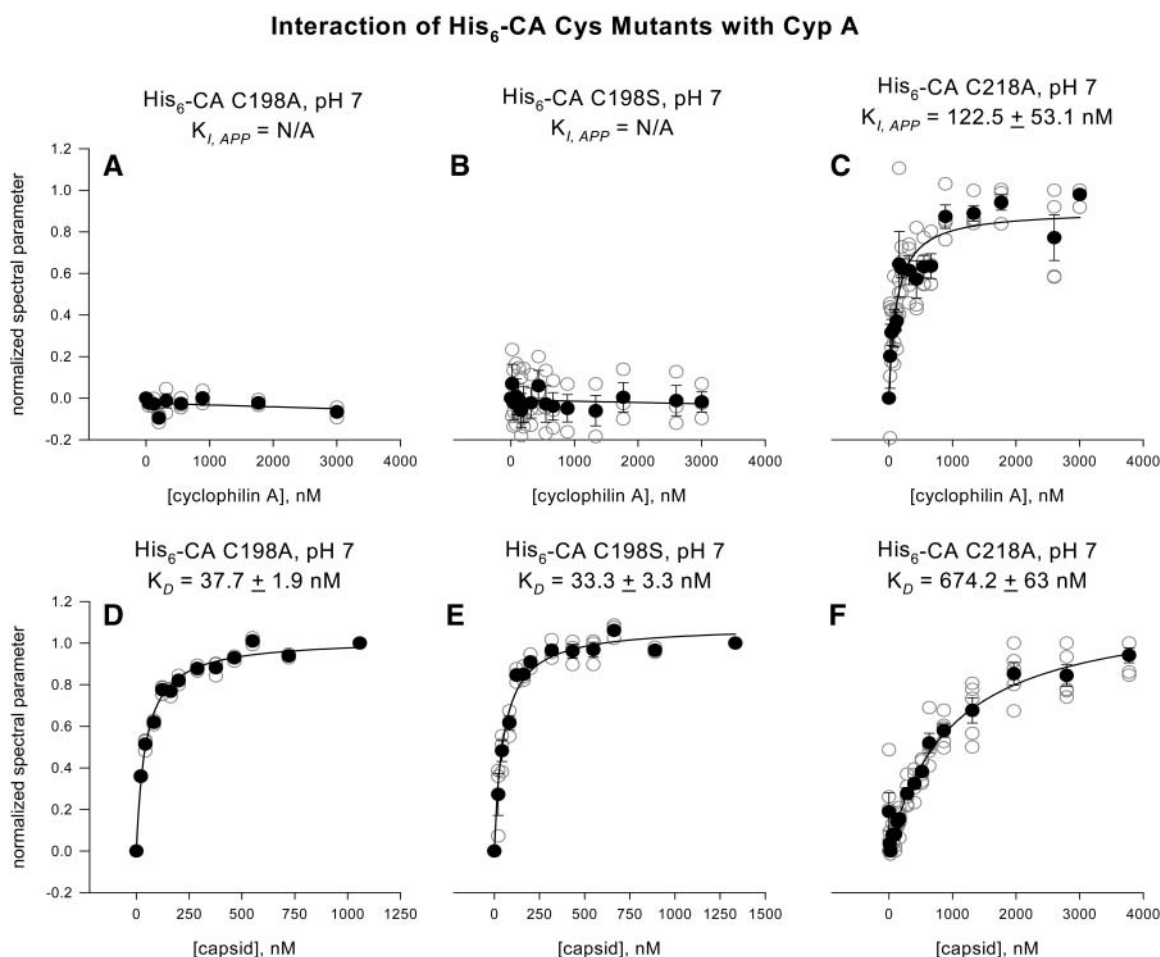 Interaction of His6-CA Cys Mutants with Cyp A
His6-CA C198A, pH 7
KI, APP = N/A
His6-CA C198S, pH 7
KI, APP = N/A
His6-CA C218A, pH 7
KI, APP = 122.5 ± 53.1 nM
A
B
C
normalized spectral parameter
1.2
1.0
0.8
0.6
0.4
0.2
0.0
-0.2
0 1000 2000 3000 4000
0 1000 2000 3000 4000
0 1000 2000 3000 4000
[cyclophilin A], nM
[cyclophilin A], nM
[cyclophilin A], nM
His6-CA C198A, pH 7
KD = 37.7 ± 1.9 nM
His6-CA C198S, pH 7
KD = 33.3 ± 3.3 nM
His6-CA C218A, pH 7
KD = 674.2 ± 63 nM
D
E
F
normalized spectral parameter
1.2
1.0
0.8
0.6
0.4
0.2
0.0
-0.2
0 250 500 750 1000 1250
0 250 500 750 1000 1250 1500
0 1000 2000 3000 4000
[capsid], nM
[capsid], nM
[capsid], nM